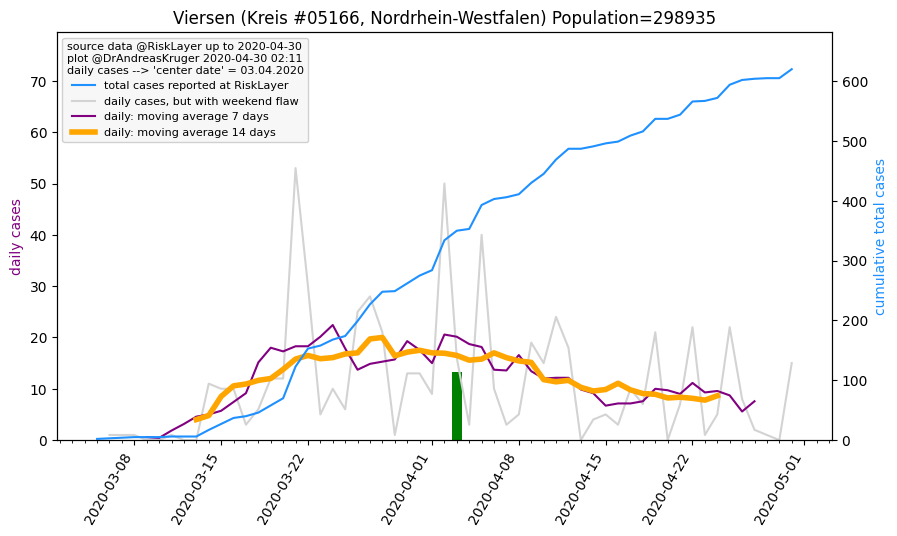 Viersen (Kreis #05166, Nordrhein-Westfalen) Population=298935
source data @RiskLayer up to 2020-04-30
plot @DrAndreasKruger 2020-04-30 02:11
daily cases --> 'center date' = 03.04.2020
total cases reported at RiskLayer
daily cases, but with weekend flaw
daily: moving average 7 days
daily: moving average 14 days
daily cases
70
60
50
40
30
20
10
0
cumulative total cases
600
500
400
300
200
100
0
2020-03-08
2020-03-15
2020-03-22
2020-04-01
2020-04-08
2020-04-15
2020-04-22
2020-05-01